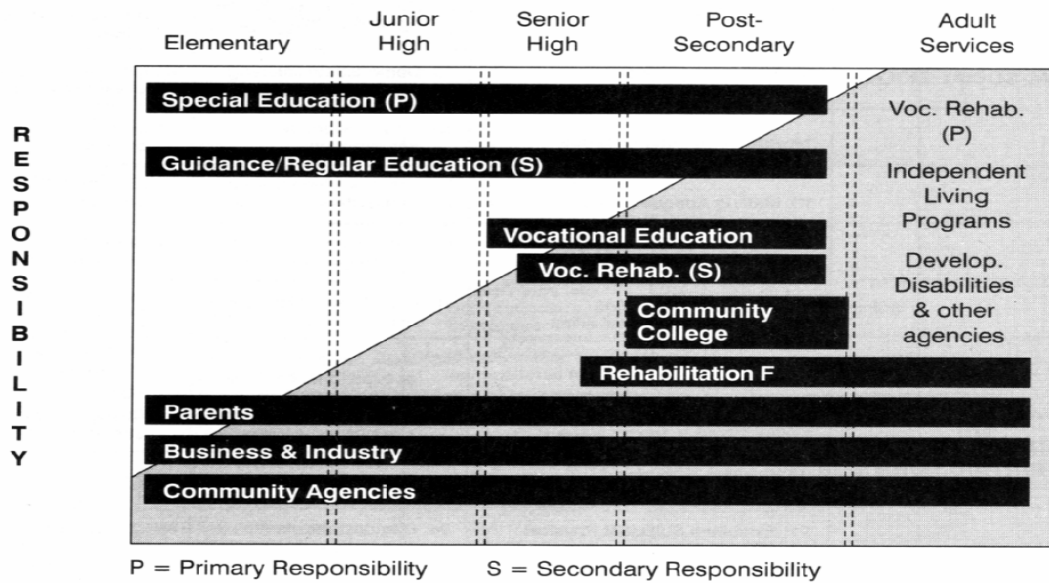 Elementary
Junior
High
Senior
High
Post-
Secondary
Adult
Services
RESPONSIBILITY
Special Education (P)
Guidance/Regular Education (S)
Vocational Education
Voc. Rehab. (S)
Community
College
Rehabilitation F
Parents
Business & Industry
Community Agencies
Voc. Rehab.
(P)
Independent
Living
Programs
Develop.
Disabilities
& other
agencies
P = Primary Responsibility
S = Secondary Responsibility